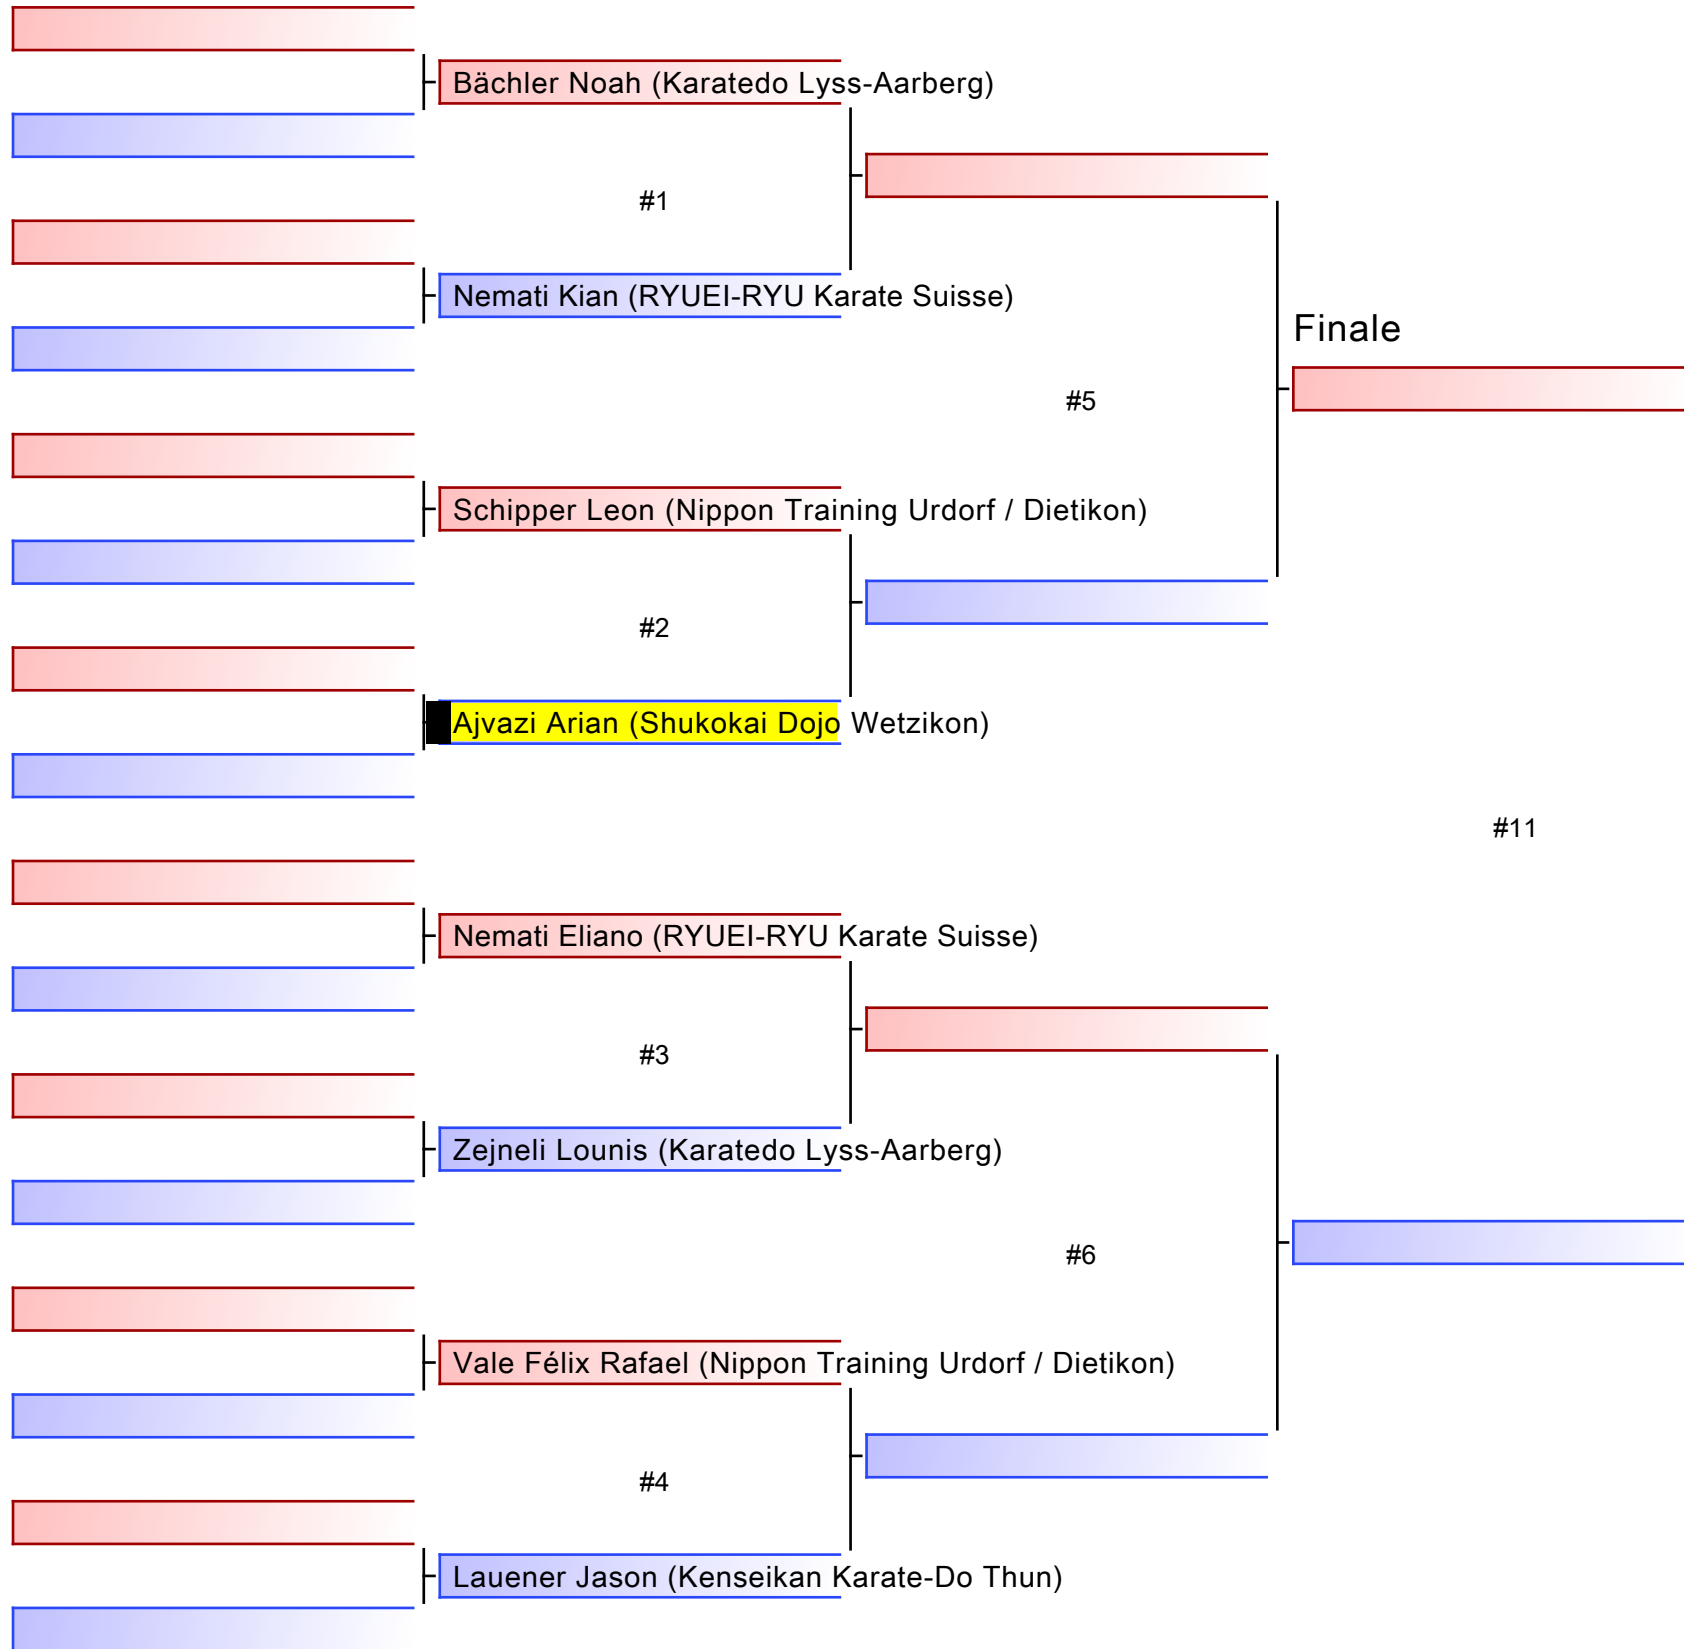 Bächler Noah (Karatedo Lyss-Aarberg)
#1
Nemati Kian (RYUEI-RYU Karate Suisse)
Finale
#5
Schipper Leon (Nippon Training Urdorf / Dietikon)
#2
Ajvazi Arian (Shukokai Dojo Wetzikon)
#11
Nemati Eliano (RYUEI-RYU Karate Suisse)
#3
Zejneli Lounis (Karatedo Lyss-Aarberg)
#6
Vale Félix Rafael (Nippon Training Urdorf / Dietikon)
#4
Lauener Jason (Kenseikan Karate-Do Thun)